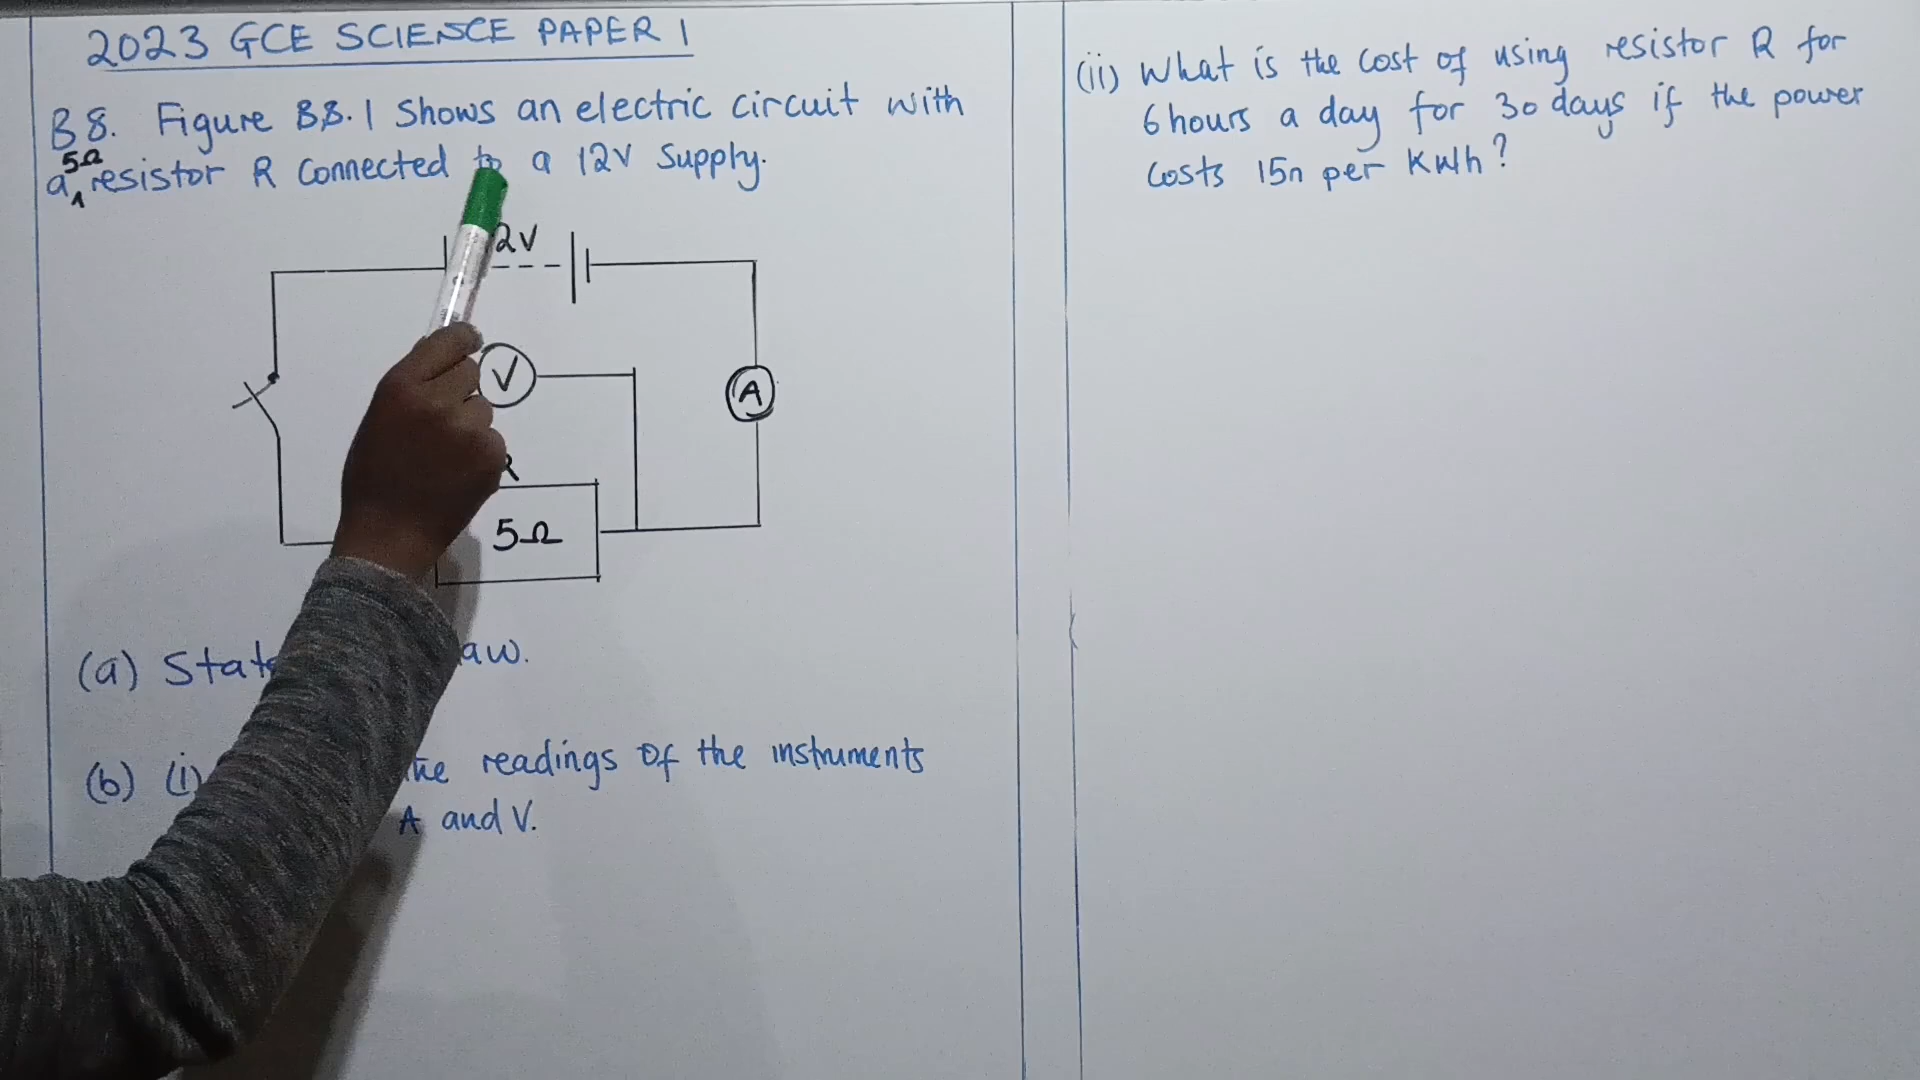 2023 GCE SCIENCE PAPER 1
B8. Figure B8.1 Shows an electric circuit with
5Ω
a resistor R Connected to a 12V Supply.
2V
V
A
R
5Ω
(a) State
(b) (i) the readings of the instruments
A and V.
(ii) What is the cost of using resistor R for
6 hours a day for 30 days if the power
costs 15n per KWh?